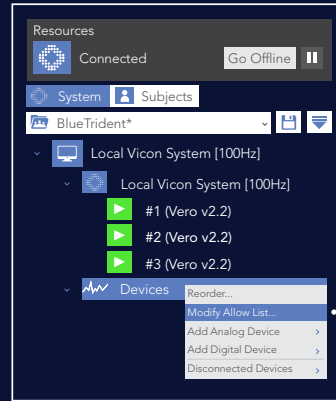 Resources
Connected
Go Offline
System
Subjects
BlueTrident*
Local Vicon System [100Hz]
Local Vicon System [100Hz]
#1 (Vero v2.2)
#2 (Vero v2.2)
#3 (Vero v2.2)
Devices
Reorder...
Modify Allow List...
Add Analog Device
Add Digital Device
Disconnected Devices